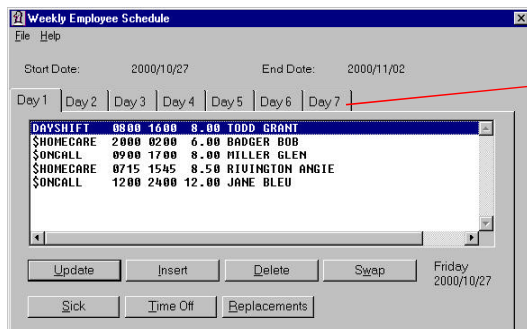 Weekly Employee Schedule
File Help
Start Date: 2000/10/27 End Date: 2000/11/02
Day 1 Day 2 Day 3 Day 4 Day 5 Day 6 Day 7
DAYSHIFT 0800 1600 8.00 TODD GRANT
$HOMECARE 2000 0200 6.00 BADGER BOB
$ONCALL 0900 1700 8.00 MILLER GLEN
$HOMECARE 0715 1545 8.50 RIVINGTON ANGIE
$ONCALL 1200 2400 12.00 JANE BLEU
Update Insert Delete Swap Friday
2000/10/27
Sick Time Off Replacements